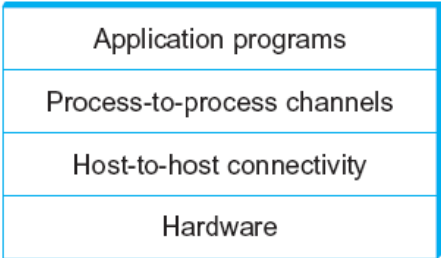 Application programs
Process-to-process channels
Host-to-host connectivity
Hardware